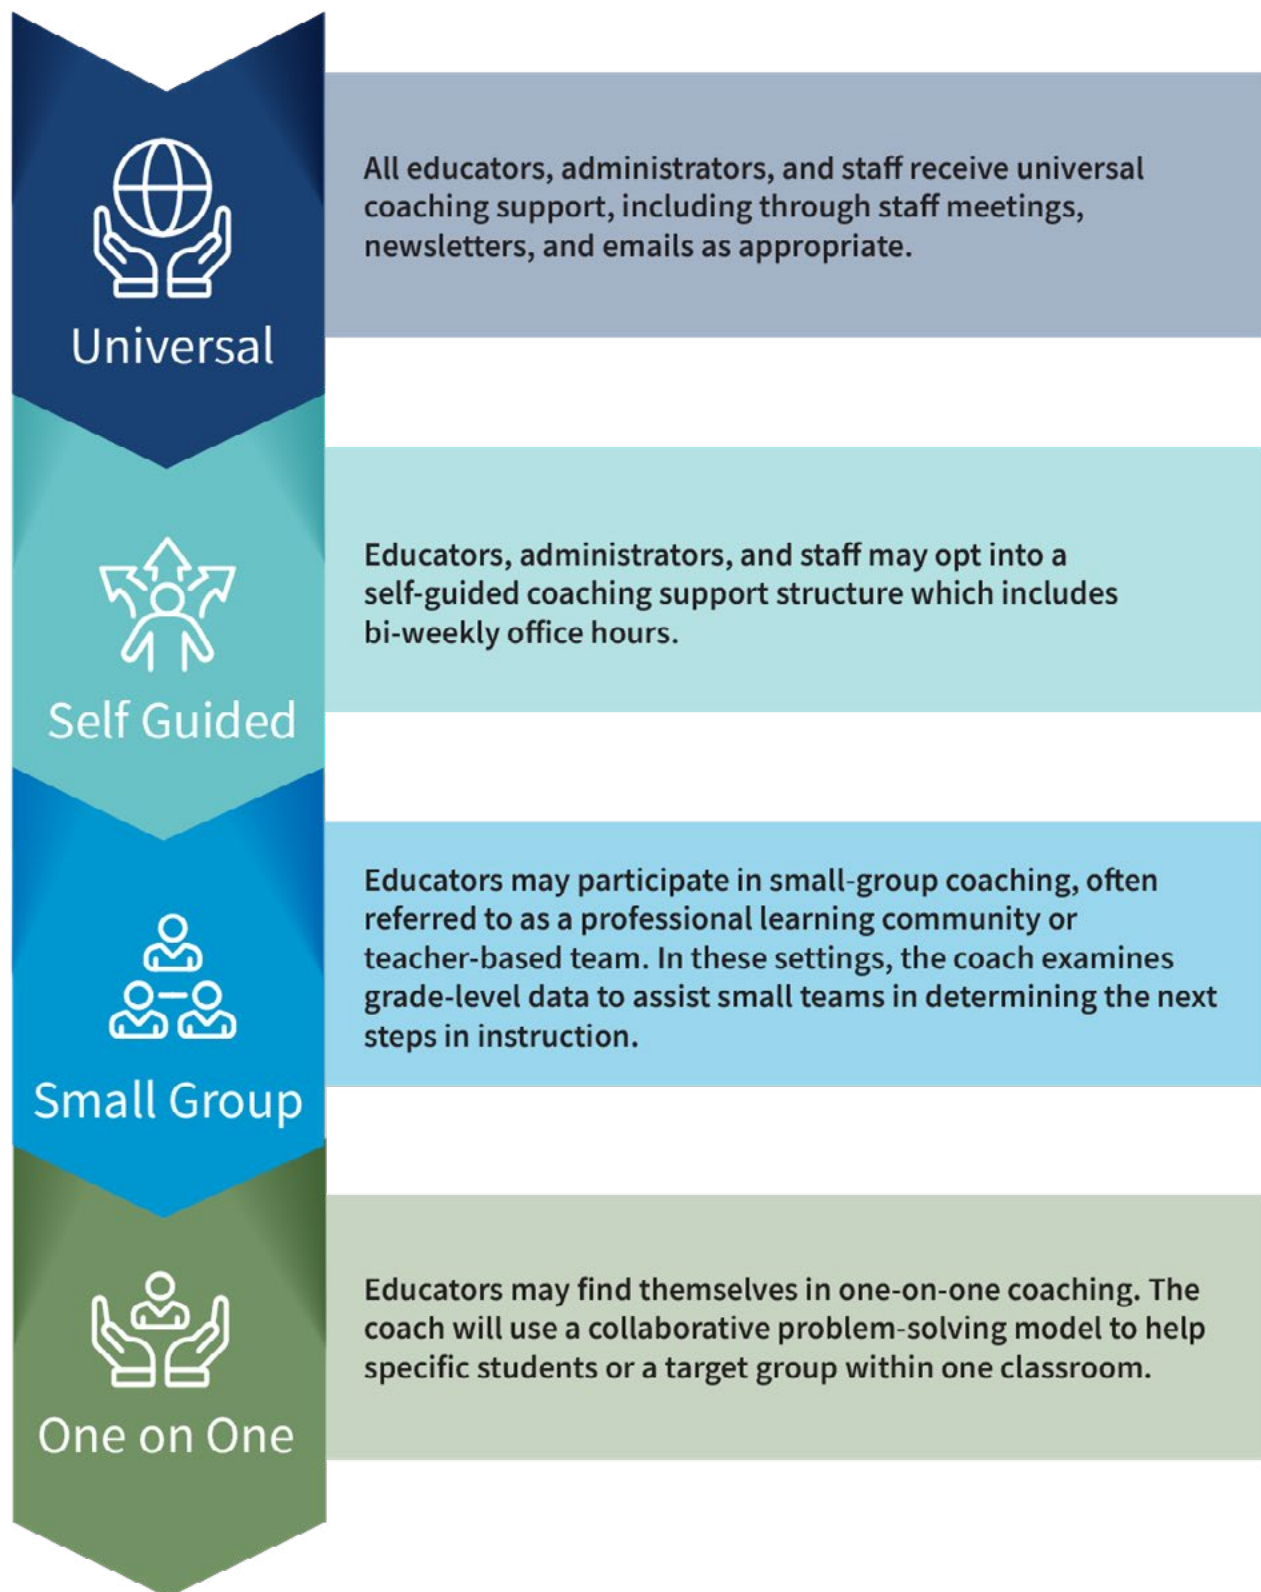 Universal
All educators, administrators, and staff receive universal
coaching support, including through staff meetings,
newsletters, and emails as appropriate.
Self Guided
Educators, administrators, and staff may opt into a
self-guided coaching support structure which includes
bi-weekly office hours.
Small Group
Educators may participate in small-group coaching, often
referred to as a professional learning community or
teacher-based team. In these settings, the coach examines
grade-level data to assist small teams in determining the next
steps in instruction.
One on One
Educators may find themselves in one-on-one coaching. The
coach will use a collaborative problem-solving model to help
specific students or a target group within one classroom.